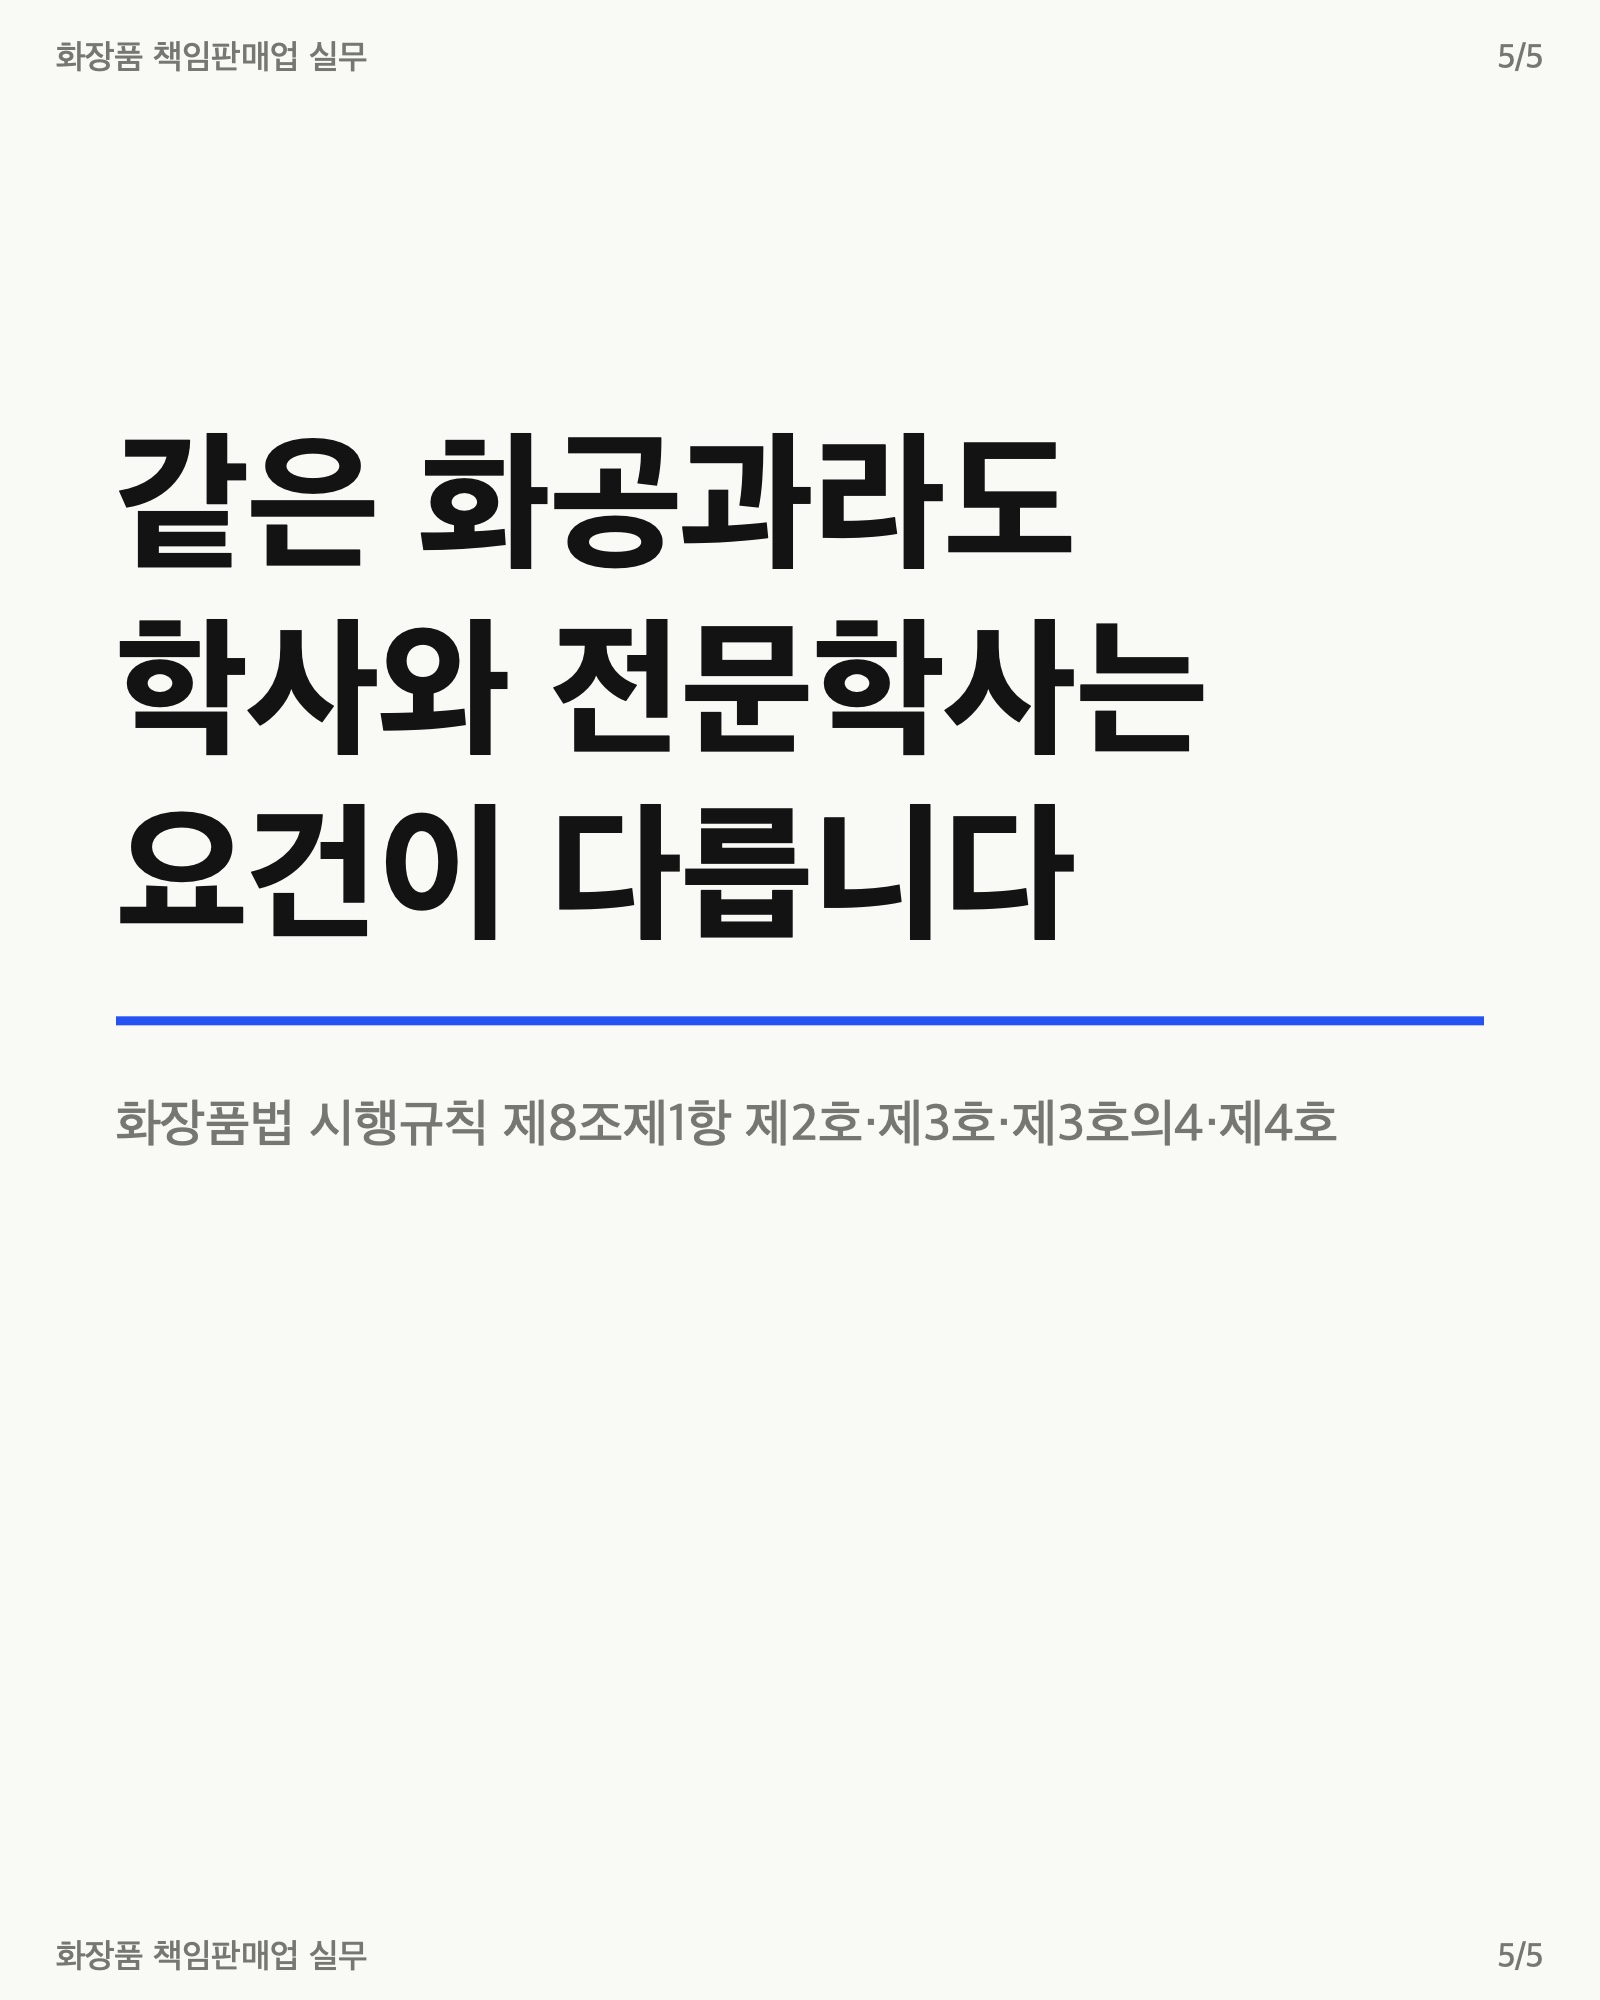 화장품 책임판매업 실무 5/5
같은 화공과라도
학사와 전문학사는
요건이 다릅니다
화장품법 시행규칙 제8조제1항 제2호·제3호·제3호의4·제4호
화장품 책임판매업 실무 5/5